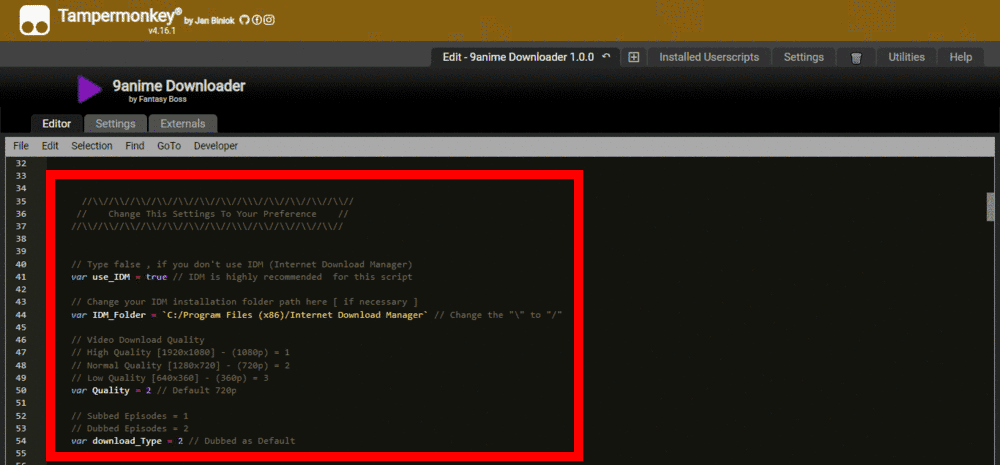 Tampermonkey® by Jan Biniok
v4.16.1
Edit - 9anime Downloader 1.0.0
Installed Userscripts
Settings
Utilities
Help
9anime Downloader
by Fantasy Boss
Editor
Settings
Externals
File Edit Selection Find GoTo Developer
32
33
34
35 //\\//\\//\\//\\//\\//\\//\\//\\\//\\//\\//\\//\\//
36 // Change This Settings To Your Preference //
37 //\\//\\//\\//\\//\\//\\//\\//\\\//\\//\\//\\//\\//
38
39
40 // Type false , if you don't use IDM (Internet Download Manager)
41 var use_IDM = true // IDM is highly recommended for this script
42
43 // Change your IDM installation folder path here [ if necessary ]
44 var IDM_Folder = `C:/Program Files (x86)/Internet Download Manager` // Change the "\" to "/"
45
46 // Video Download Quality
47 // High Quality [1920x1080] - (1080p) = 1
48 // Normal Quality [1280x720] - (720p) = 2
49 // Low Quality [640x360] - (360p) = 3
50 var Quality = 2 // Default 720p
51
52 // Subbed Episodes = 1
53 // Dubbed Episodes = 2
54 var download_Type = 2 // Dubbed as Default
55